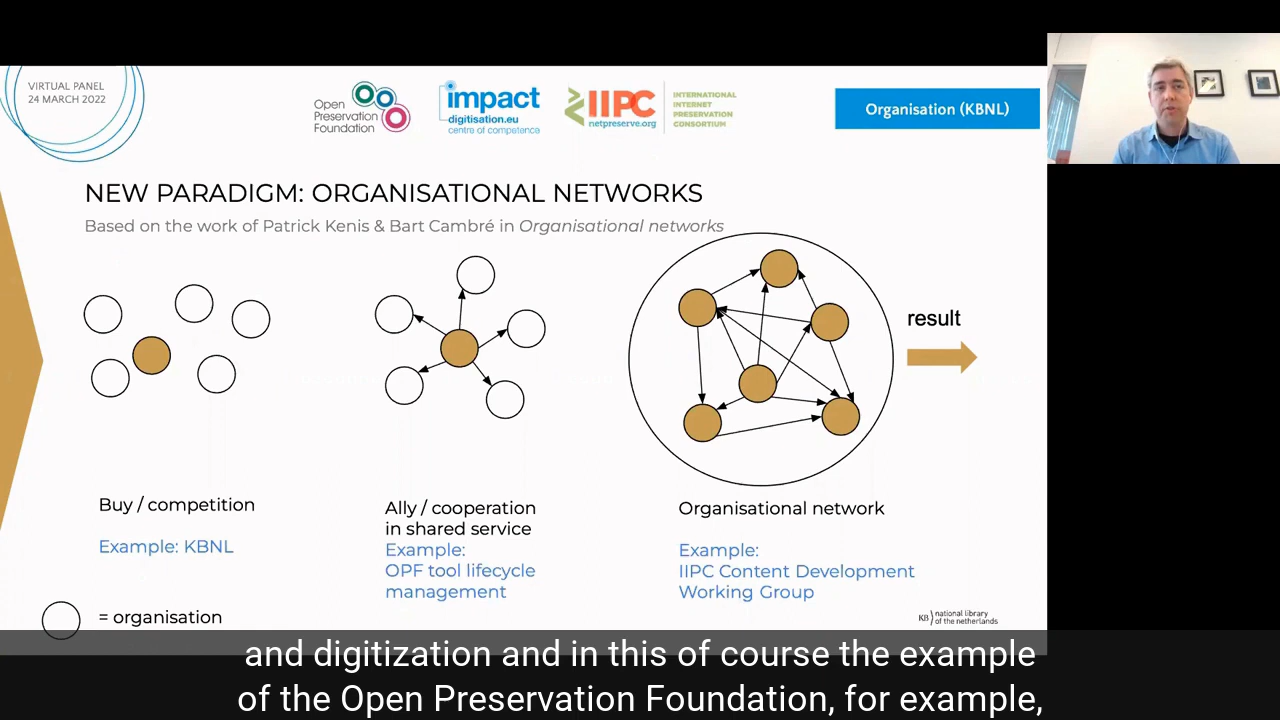 VIRTUAL PANEL
24 MARCH 2022
Open
Preservation
Foundation
impact
digitisation.eu
centre of competence
IIPC
netpreserve.org
INTERNATIONAL
INTERNET
PRESERVATION
CONSORTIUM
Organisation (KBNL)
NEW PARADIGM: ORGANISATIONAL NETWORKS
Based on the work of Patrick Kenis & Bart Cambré in Organisational networks
result
Buy / competition
Example: KBNL
Ally / cooperation
in shared service
Example:
OPF tool lifecycle
management
Organisational network
Example:
IIPC Content Development
Working Group
= organisation
KB national library
of the netherlands
and digitization and in this of course the example
of the Open Preservation Foundation, for example,